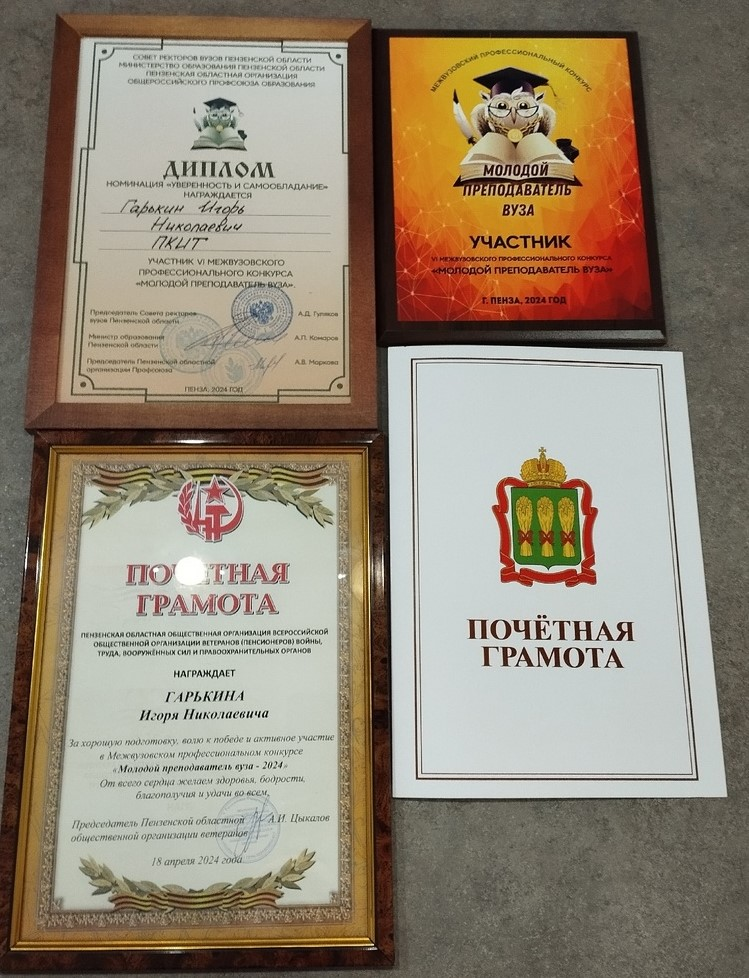 СОВЕТ РЕКТОРОВ ВУЗОВ ПЕНЗЕНСКОЙ ОБЛАСТИ
МИНИСТЕРСТВО ОБРАЗОВАНИЯ ПЕНЗЕНСКОЙ ОБЛАСТИ
ПЕНЗЕНСКАЯ ОБЛАСТНАЯ ОРГАНИЗАЦИЯ
ОБЩЕРОССИЙСКОГО ПРОФСОЮЗА ОБРАЗОВАНИЯ
ДИПЛОМ
НОМИНАЦИЯ «УВЕРЕННОСТЬ И САМООБЛАДАНИЕ»
НАГРАЖДАЕТСЯ
Гарькин Игорь
Николаевич
ПКИТ
УЧАСТНИК VI МЕЖВУЗОВСКОГО
ПРОФЕССИОНАЛЬНОГО КОНКУРСА
«МОЛОДОЙ ПРЕПОДАВАТЕЛЬ ВУЗА».
Председатель Совета ректоров
вузов Пензенской области
А.Д. Гуляков
Министр образования
Пензенской области
А.П. Комаров
Председатель Пензенской областной
организации Профсоюза
А.В. Маркова
ПЕНЗА, 2024 ГОД
МЕЖВУЗОВСКИЙ ПРОФЕССИОНАЛЬНЫЙ КОНКУРС
МОЛОДОЙ
ПРЕПОДАВАТЕЛЬ
ВУЗА
УЧАСТНИК
VI МЕЖВУЗОВСКОГО ПРОФЕССИОНАЛЬНОГО КОНКУРСА
«МОЛОДОЙ ПРЕПОДАВАТЕЛЬ ВУЗА»
Г. ПЕНЗА, 2024 ГОД
ПОЧЕТНАЯ
ГРАМОТА
ПЕНЗЕНСКАЯ ОБЛАСТНАЯ ОБЩЕСТВЕННАЯ ОРГАНИЗАЦИЯ ВСЕРОССИЙСКОЙ
ОБЩЕСТВЕННОЙ ОРГАНИЗАЦИИ ВЕТЕРАНОВ (ПЕНСИОНЕРОВ) ВОЙНЫ,
ТРУДА, ВООРУЖЁННЫХ СИЛ И ПРАВООХРАНИТЕЛЬНЫХ ОРГАНОВ
НАГРАЖДАЕТ
ГАРЬКИНА
Игоря Николаевича
За хорошую подготовку, волю к победе и активное участие
в Межвузовском профессиональном конкурсе
«Молодой преподаватель вуза - 2024»
От всего сердца желаем здоровья, бодрости,
благополучия и удачи во всем.
Председатель Пензенской областной
общественной организации ветеранов
А.И. Цыкалов
18 апреля 2024 года
ПОЧЁТНАЯ
ГРАМОТА